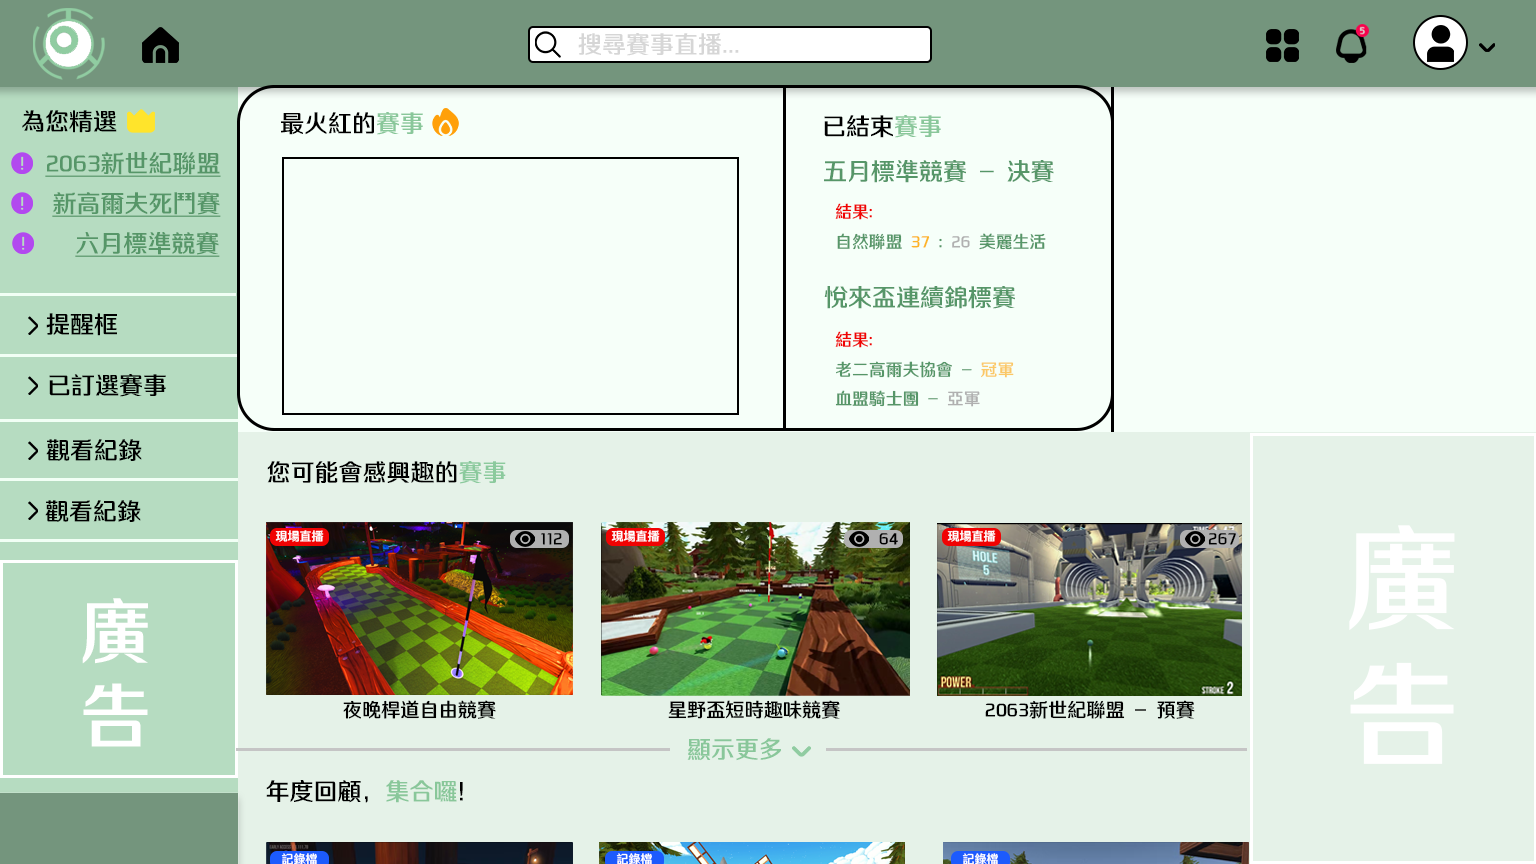 搜尋賽事直播...
5
為您精選
2063新世紀聯盟
新高爾夫死鬥賽
六月標準競賽
提醒框
已訂選賽事
觀看紀錄
觀看紀錄
廣
告
最火紅的賽事
已結束賽事
五月標準競賽 – 決賽
結果:
自然聯盟 37 : 26 美麗生活
悅來盃連續錦標賽
結果:
老二高爾夫協會 – 冠軍
血盟騎士團 – 亞軍
您可能會感興趣的賽事
現場直播
112
夜晚桿道自由競賽
現場直播
64
星野盃短時趣味競賽
現場直播
267
HOLE
5
POWER
STROKE 2
2063新世紀聯盟 – 預賽
顯示更多
年度回顧，集合囉!
記錄檔
記錄檔
記錄檔
廣
告